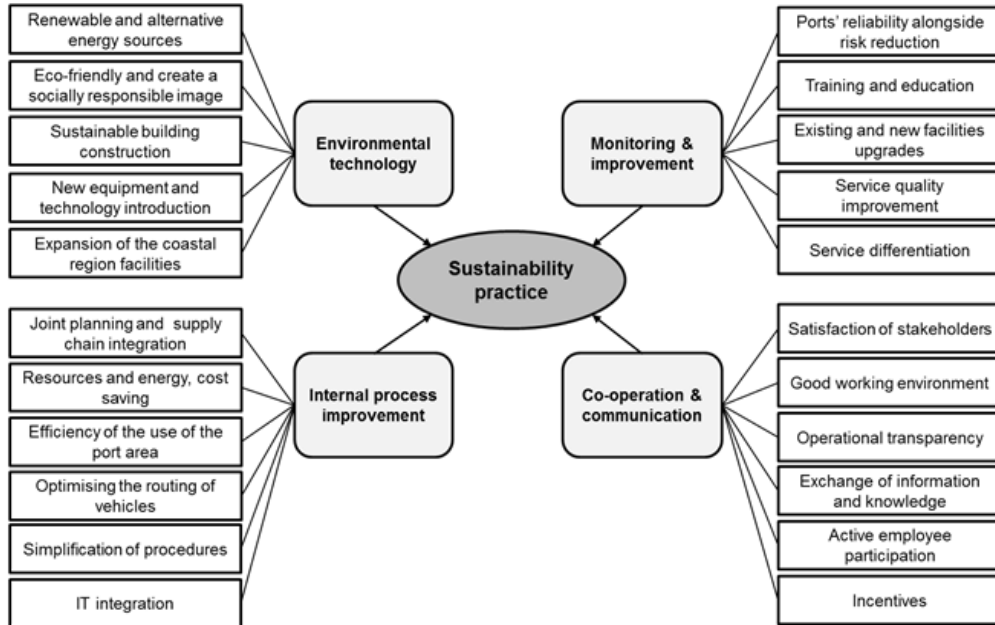 Renewable and alternative
energy sources
Eco-friendly and create a
socially responsible image
Sustainable building
construction
New equipment and
technology introduction
Expansion of the coastal
region facilities
Environmental
technology
Monitoring &
improvement
Ports' reliability alongside
risk reduction
Training and education
Existing and new facilities
upgrades
Service quality
improvement
Service differentiation
Sustainability
practice
Joint planning and supply
chain integration
Resources and energy, cost
saving
Efficiency of the use of the
port area
Optimising the routing of
vehicles
Simplification of procedures
IT integration
Internal process
improvement
Co-operation &
communication
Satisfaction of stakeholders
Good working environment
Operational transparency
Exchange of information
and knowledge
Active employee
participation
Incentives